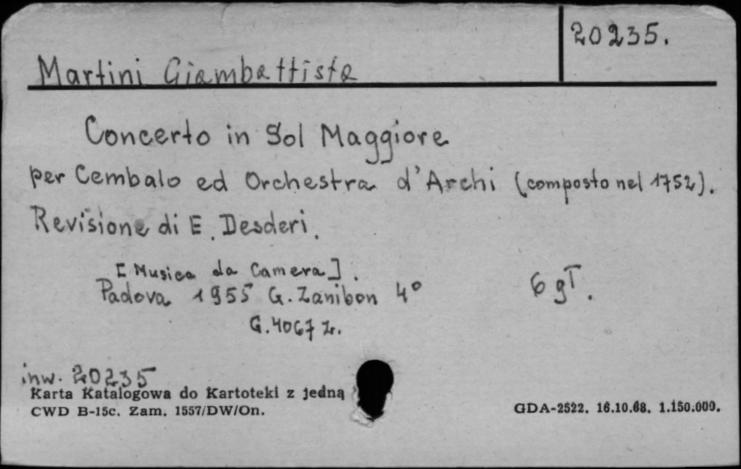 20235.
Martini Giambattista
Concerto in Sol Maggiore
per Cembalo ed Orchestra d'Archi (composto nel 1752).
Revisione di E. Desderi.
[Musica da Camera].
Padova 1955 G. Zanibon 4° 6 gT.
G.4067 Z.
inw. 20235
Karta Katalogowa do Kartoteki z jedną
CWD B-15c. Zam. 1557/DW/On.
GDA-2522. 16.10.68. 1.150.000.